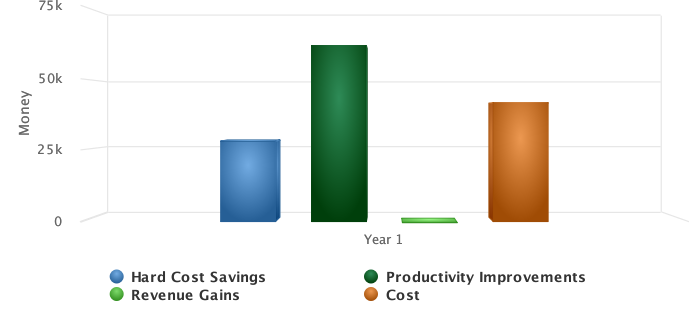 75k
50k
25k
0
Money
Year 1
Hard Cost Savings
Productivity Improvements
Revenue Gains
Cost